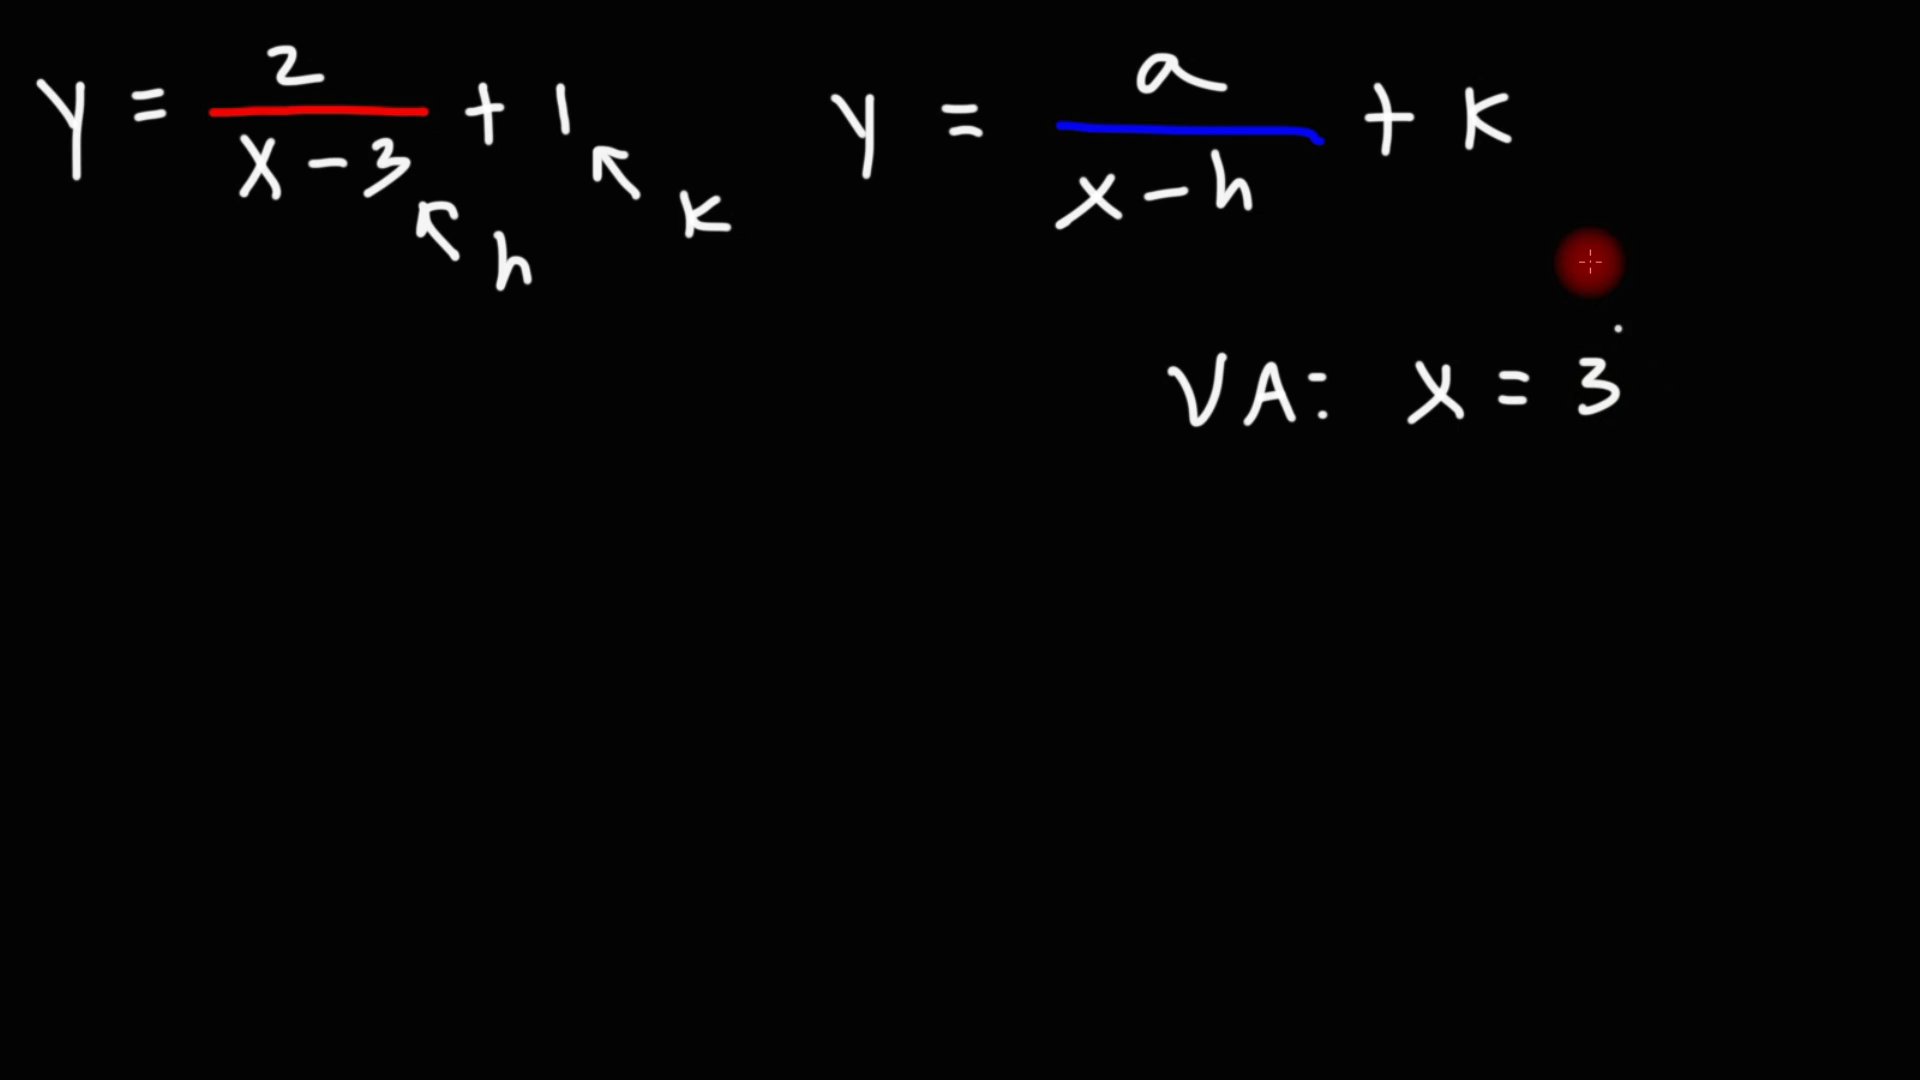 y = 2/(x - 3) + 1
h
k
y = a/(x - h) + k
VA: x = 3